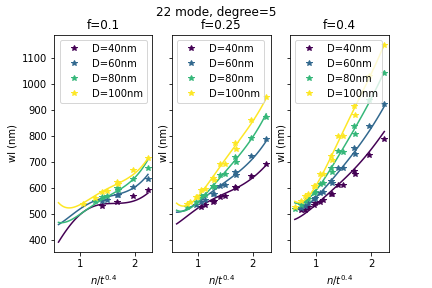 22 mode, degree=5
f=0.1
f=0.25
f=0.4
D=40nm
D=60nm
D=80nm
D=100nm
D=40nm
D=60nm
D=80nm
D=100nm
D=40nm
D=60nm
D=80nm
D=100nm
wl (nm)
wl (nm)
wl (nm)
1100
1000
900
800
700
600
500
400
1 2
1 2
1 2
n/t^0.4
n/t^0.4
n/t^0.4